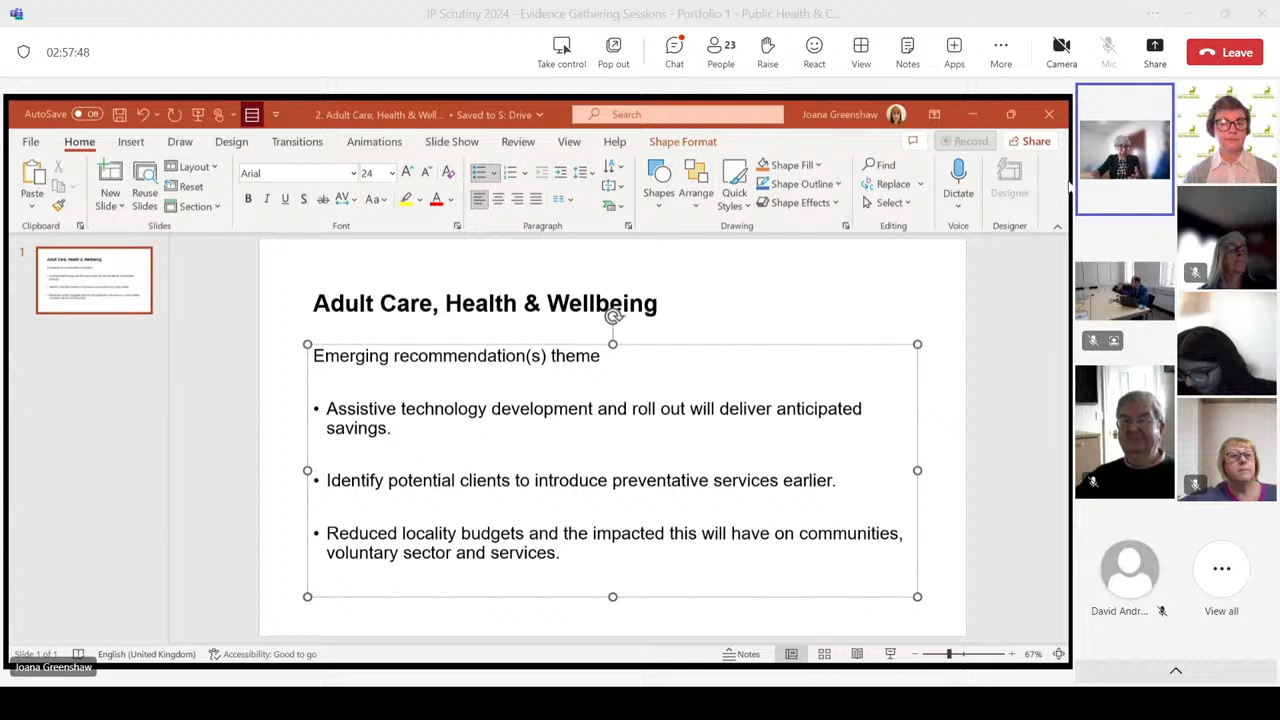 IP Scrutiny 2024 - Evidence Gathering Sessions - Portfolio 1 - Public Health & C...
02:57:48
Take control
Pop out
Chat
23
People
Raise
React
View
Notes
Apps
More
Camera
Mic
Share
Leave
AutoSave
Off
2. Adult Care, Health & Well... • Saved to S: Drive
Search
Joana Greenshaw
File
Home
Insert
Draw
Design
Transitions
Animations
Slide Show
Review
View
Help
Shape Format
Record
Share
Paste
New
Slide
Reuse
Slides
Layout
Reset
Section
Arial
24
Shapes
Arrange
Quick
Styles
Shape Fill
Shape Outline
Shape Effects
Find
Replace
Select
Dictate
Designer
Clipboard
Slides
Font
Paragraph
Drawing
Editing
Voice
Designer
1
Adult Care, Health & Wellbeing
Emerging recommendation(s) theme
• Assistive technology development and roll out will deliver anticipated
savings.
• Identify potential clients to introduce preventative services earlier.
• Reduced locality budgets and the impacted this will have on communities,
voluntary sector and services.
Slide 1 of 1
English (United Kingdom)
Accessibility: Good to go
Notes
67%
Joana Greenshaw
David Andr...
View all